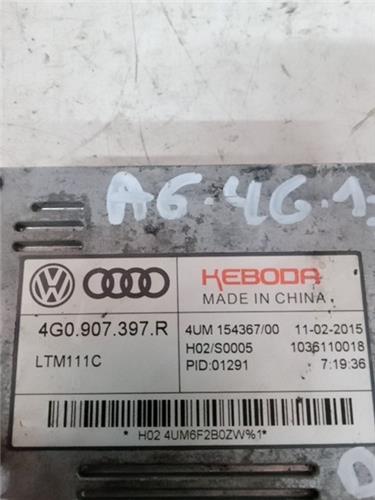 A6.4G.1
KEBODA
MADE IN CHINA
4G0.907.397.R
4UM 154367/00 11-02-2015
LTM111C
H02/S0005 1036110018
PID:01291 7:19:36
* H02 4UM6F2B0ZW%1*